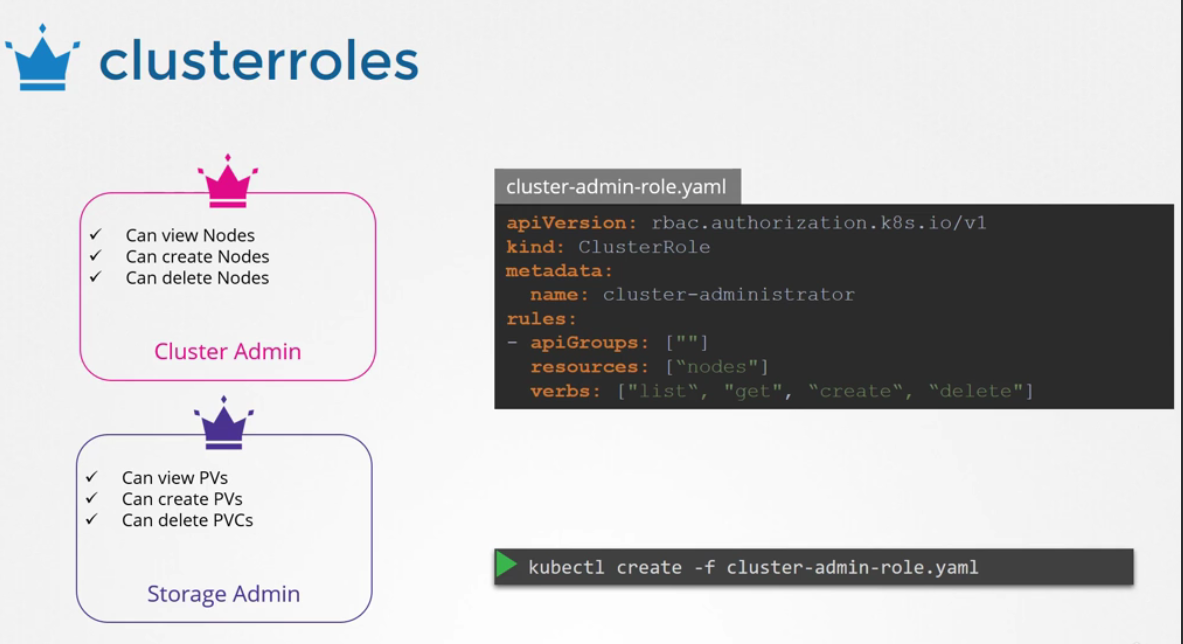 clusterroles
✓ Can view Nodes
✓ Can create Nodes
✓ Can delete Nodes
Cluster Admin
✓ Can view PVs
✓ Can create PVs
✓ Can delete PVCs
Storage Admin
cluster-admin-role.yaml
apiVersion: rbac.authorization.k8s.io/v1
kind: ClusterRole
metadata:
  name: cluster-administrator
rules:
- apiGroups: [""]
  resources: [“nodes"]
  verbs: ["list“, "get", “create“, “delete"]
kubectl create -f cluster-admin-role.yaml